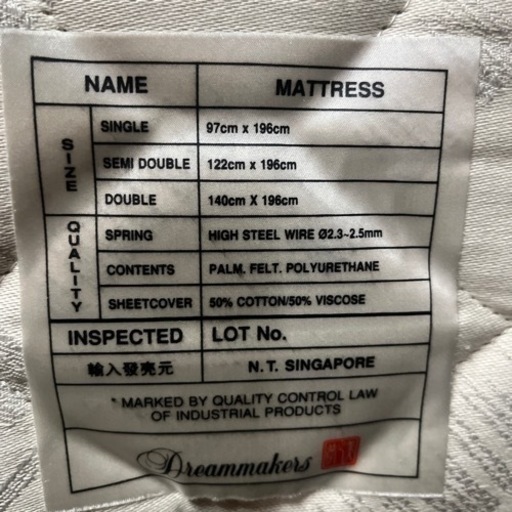 NAME MATTRESS
SIZE
SINGLE 97cm x 196cm
SEMI DOUBLE 122cm x 196cm
DOUBLE 140cm X 196cm
QUALITY
SPRING HIGH STEEL WIRE Ø2.3~2.5mm
CONTENTS PALM. FELT. POLYURETHANE
SHEETCOVER 50% COTTON/50% VISCOSE
INSPECTED LOT No.
輸入發売元 N.T. SINGAPORE
* MARKED BY QUALITY CONTROL LAW
OF INDUSTRIAL PRODUCTS
Dreammakers